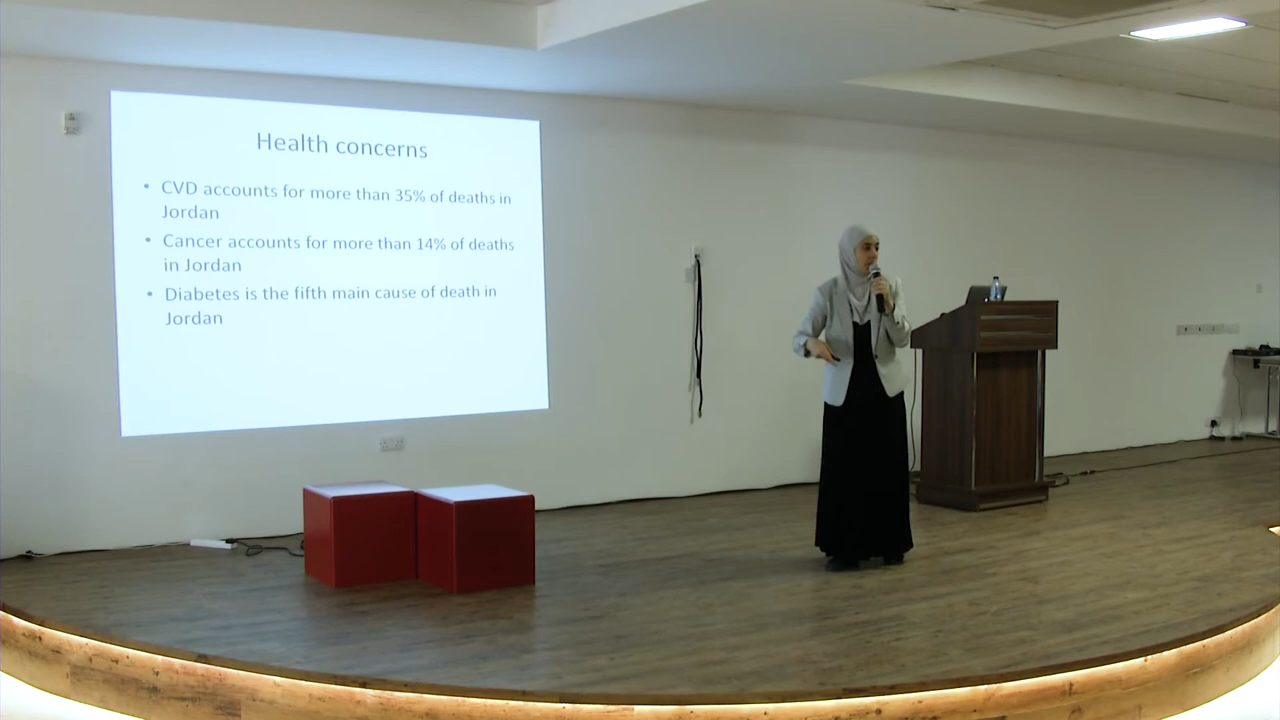 Health concerns
• CVD accounts for more than 35% of deaths in
Jordan
• Cancer accounts for more than 14% of deaths
in Jordan
• Diabetes is the fifth main cause of death in
Jordan